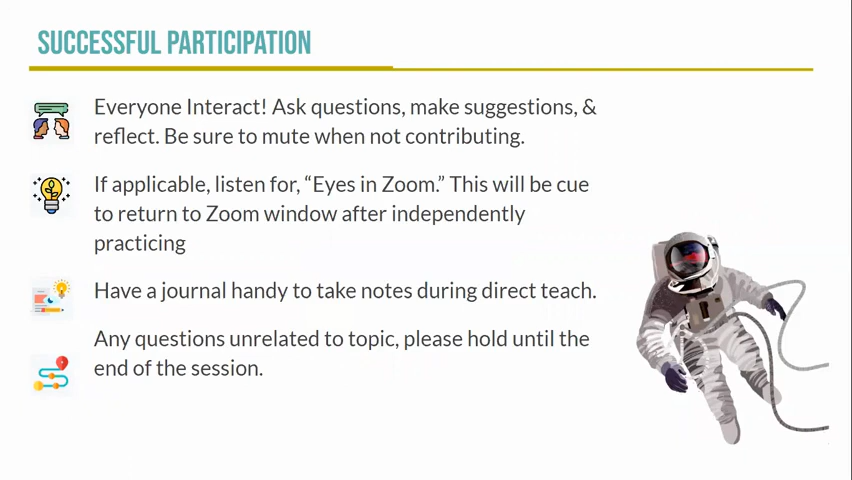 SUCCESSFUL PARTICIPATION
Everyone Interact! Ask questions, make suggestions, &
reflect. Be sure to mute when not contributing.
If applicable, listen for, “Eyes in Zoom.” This will be cue
to return to Zoom window after independently
practicing
Have a journal handy to take notes during direct teach.
Any questions unrelated to topic, please hold until the
end of the session.